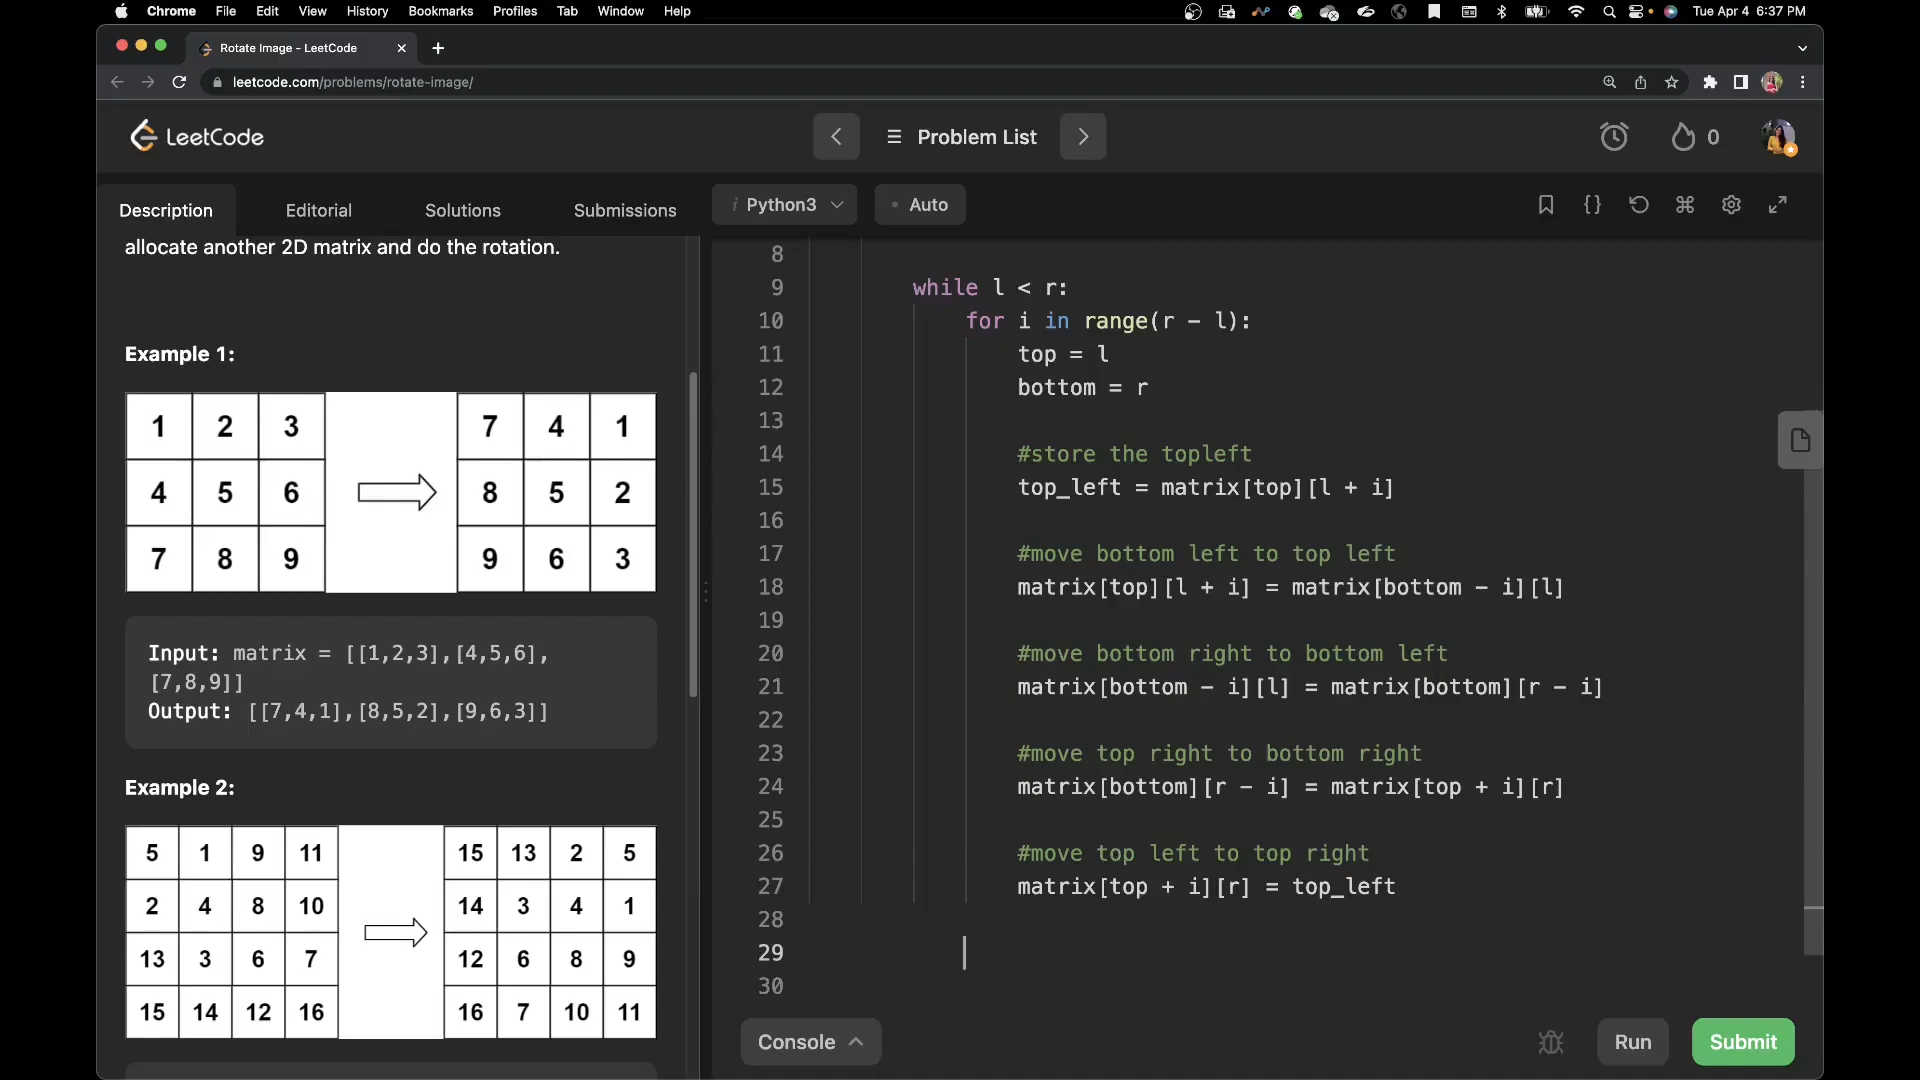 Chrome File Edit View History Bookmarks Profiles Tab Window Help Tue Apr 4 6:37 PM
Rotate Image - LeetCode
leetcode.com/problems/rotate-image/
LeetCode
Problem List
0
Description Editorial Solutions Submissions
Python3 Auto
allocate another 2D matrix and do the rotation.
Example 1:
1 2 3 7 4 1
4 5 6 8 5 2
7 8 9 9 6 3
Input: matrix = [[1,2,3],[4,5,6],
[7,8,9]]
Output: [[7,4,1],[8,5,2],[9,6,3]]
Example 2:
5 1 9 11 15 13 2 5
2 4 8 10 14 3 4 1
13 3 6 7 12 6 8 9
15 14 12 16 16 7 10 11
8
9 while l < r:
10 for i in range(r - l):
11 top = l
12 bottom = r
13
14 #store the topleft
15 top_left = matrix[top][l + i]
16
17 #move bottom left to top left
18 matrix[top][l + i] = matrix[bottom - i][l]
19
20 #move bottom right to bottom left
21 matrix[bottom - i][l] = matrix[bottom][r - i]
22
23 #move top right to bottom right
24 matrix[bottom][r - i] = matrix[top + i][r]
25
26 #move top left to top right
27 matrix[top + i][r] = top_left
28
29
30
Console Run Submit